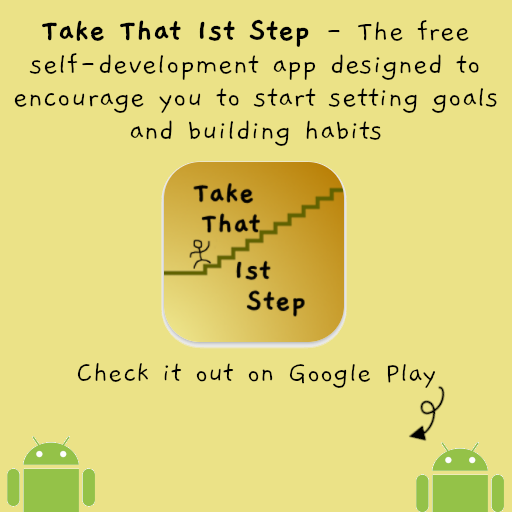 Take That 1st Step - The free
self-development app designed to
encourage you to start setting goals
and building habits
Take
That
1st
Step
Check it out on Google Play